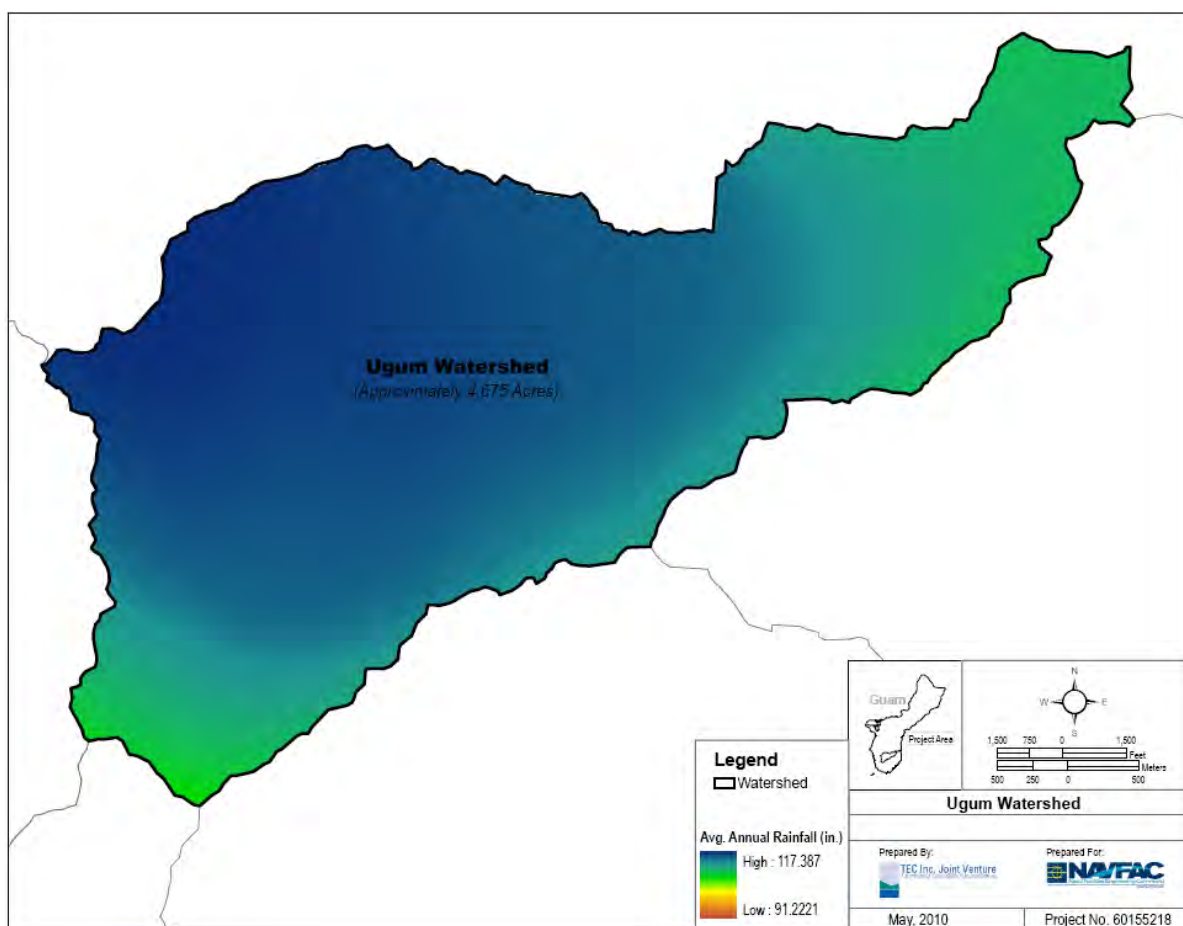 Ugum Watershed
(Approximately 4,675 Acres)
Legend
Watershed
Avg. Annual Rainfall (in.)
High : 117.387
Low : 91.2221
Guam
Project Area
N
W
E
S
1,500 750 0 1,500
Feet
Meters
500 250 0 500
Ugum Watershed
Prepared By:
TEC Inc. Joint Venture
Prepared For:
NAVFAC
May, 2010
Project No. 60155218